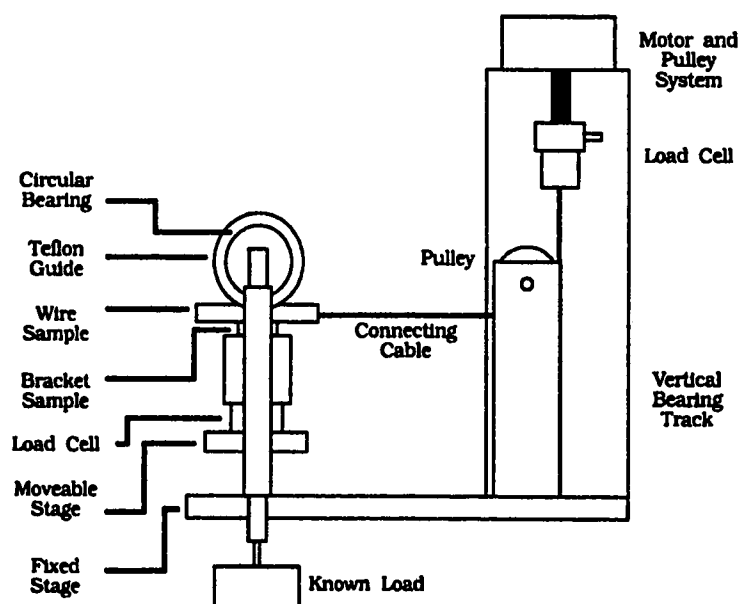 Motor and
Pulley
System
Load Cell
Circular
Bearing
Teflon
Guide
Pulley
Wire
Sample
Connecting
Cable
Bracket
Sample
Vertical
Bearing
Track
Load Cell
Moveable
Stage
Fixed
Stage
Known Load